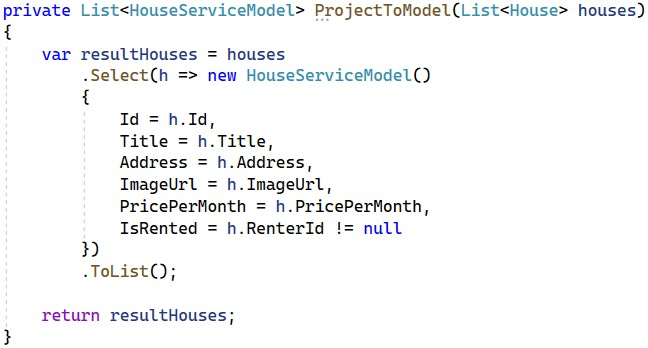 private List<HouseServiceModel> ProjectToModel(List<House> houses)
{
    var resultHouses = houses
        .Select(h => new HouseServiceModel()
        {
            Id = h.Id,
            Title = h.Title,
            Address = h.Address,
            ImageUrl = h.ImageUrl,
            PricePerMonth = h.PricePerMonth,
            IsRented = h.RenterId != null
        })
        .ToList();

    return resultHouses;
}